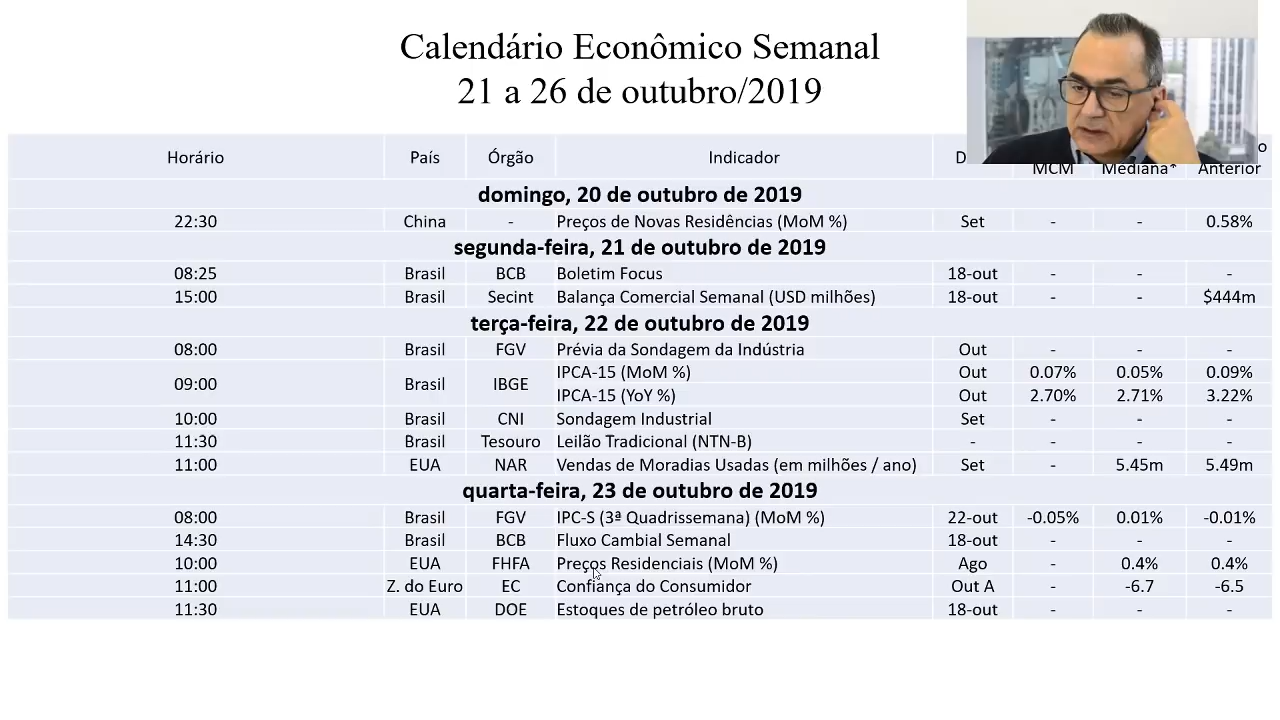 Calendário Econômico Semanal
21 a 26 de outubro/2019
Horário País Órgão Indicador MCM Mediana* Anterior
domingo, 20 de outubro de 2019
22:30 China - Preços de Novas Residências (MoM %) Set - - 0.58%
segunda-feira, 21 de outubro de 2019
08:25 Brasil BCB Boletim Focus 18-out - - -
15:00 Brasil Secint Balança Comercial Semanal (USD milhões) 18-out - - $444m
terça-feira, 22 de outubro de 2019
08:00 Brasil FGV Prévia da Sondagem da Indústria Out - - -
09:00 Brasil IBGE IPCA-15 (MoM %) Out 0.07% 0.05% 0.09%
IPCA-15 (YoY %) Out 2.70% 2.71% 3.22%
10:00 Brasil CNI Sondagem Industrial Set - - -
11:30 Brasil Tesouro Leilão Tradicional (NTN-B) - - - -
11:00 EUA NAR Vendas de Moradias Usadas (em milhões / ano) Set - 5.45m 5.49m
quarta-feira, 23 de outubro de 2019
08:00 Brasil FGV IPC-S (3ª Quadrissemana) (MoM %) 22-out -0.05% 0.01% -0.01%
14:30 Brasil BCB Fluxo Cambial Semanal 18-out - - -
10:00 EUA FHFA Preços Residenciais (MoM %) Ago - 0.4% 0.4%
11:00 Z. do Euro EC Confiança do Consumidor Out A - -6.7 -6.5
11:30 EUA DOE Estoques de petróleo bruto 18-out - - -